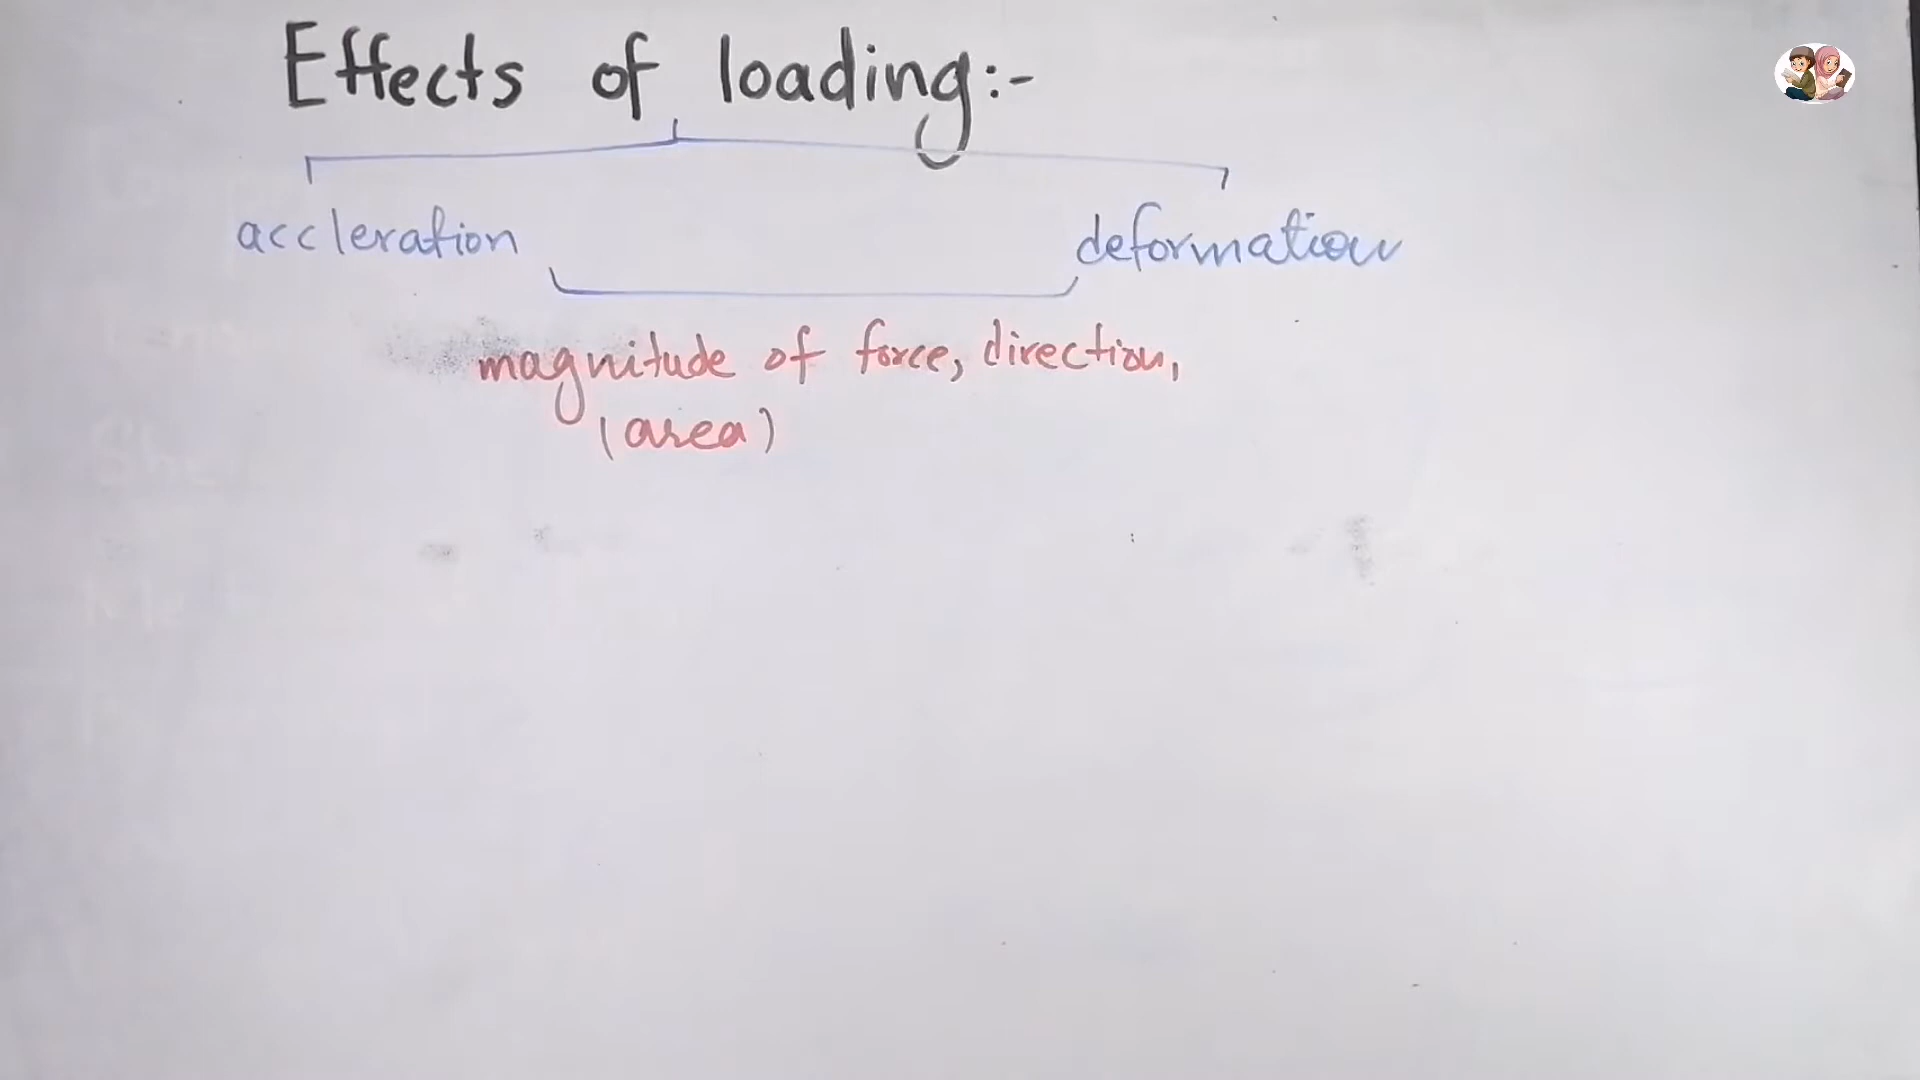 Effects of loading:-
accleration
deformation
magnitude of force, direction,
(area)